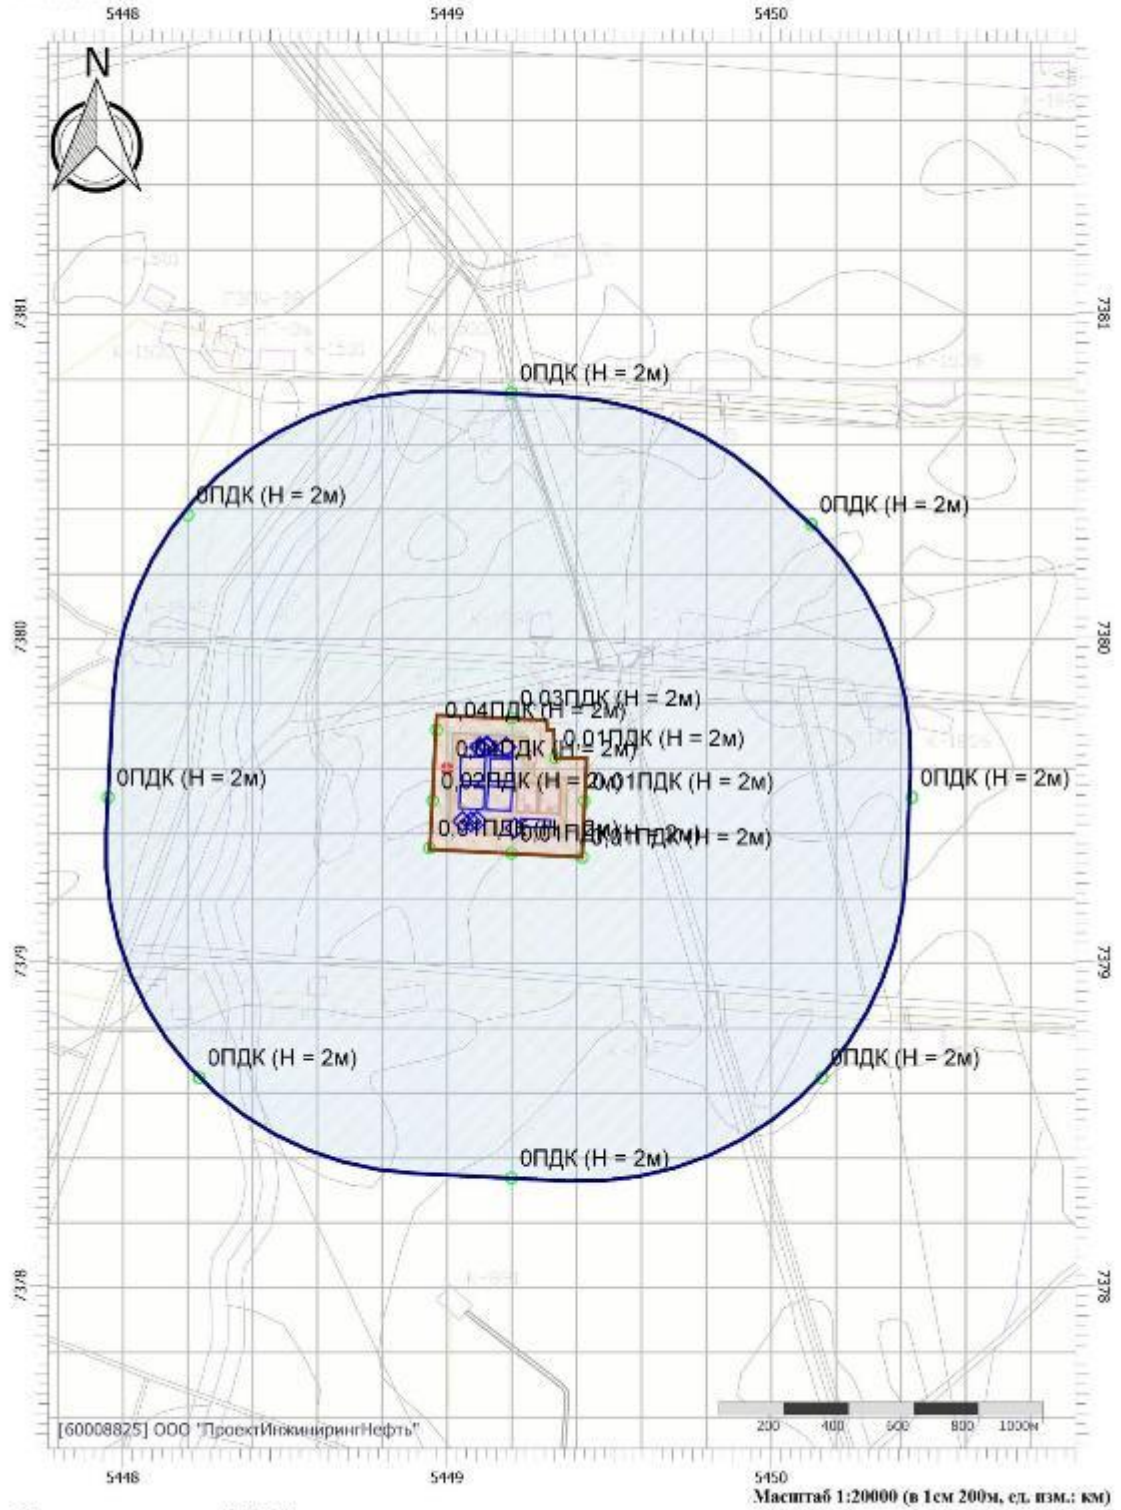 5448 5449 5450
N
7381 7381
0ПДК (Н = 2м)
0ПДК (Н = 2м)
0ПДК (Н = 2м)
7380 7380
0,03ПДК (Н = 2м)
0,04ПДК (Н = 2м)
0,01ПДК (Н = 2м)
0ПДК (Н = 2м)
0,02ПДК (Н = 2м)
0,01ПДК (Н = 2м)
0ПДК (Н = 2м)
0,01ПДК (Н = 2м)
7379 7379
0ПДК (Н = 2м)
0ПДК (Н = 2м)
0ПДК (Н = 2м)
7378 7378
[60008825] ООО "ПроектИнжинирингНефть"
200 400 600 800 1000м
5448 5449 5450
Масштаб 1:20000 (в 1см 200м, ед. изм.: км)